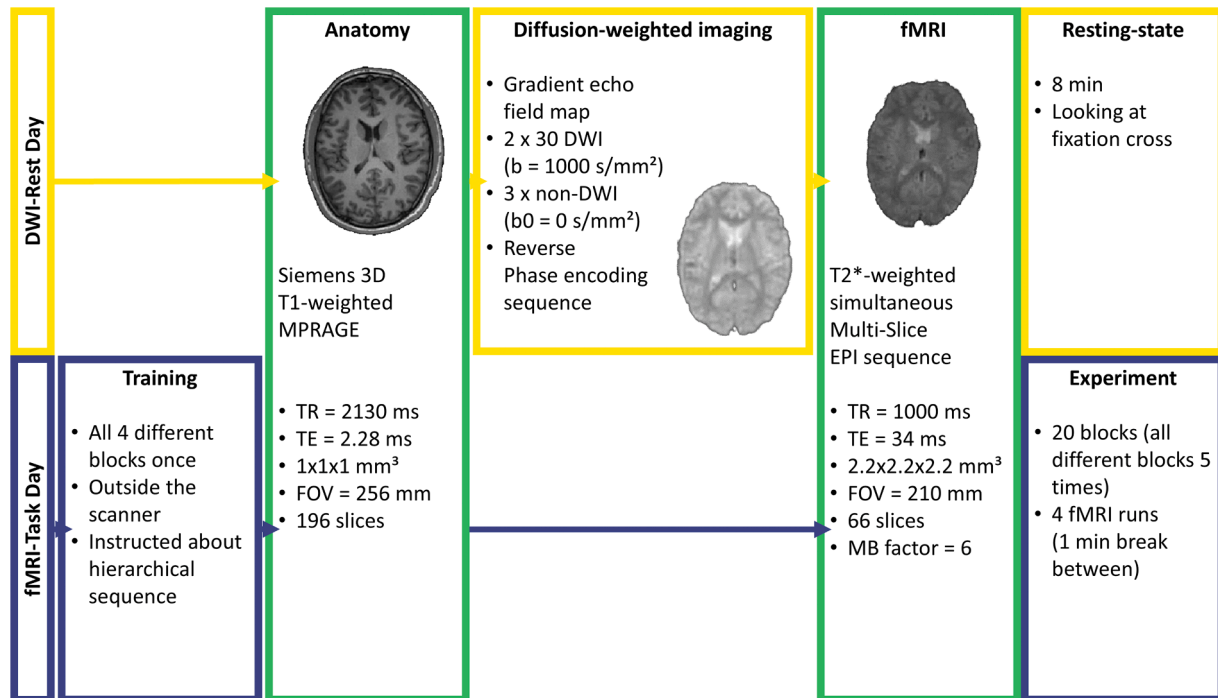 DWI-Rest Day
Anatomy
Siemens 3D
T1-weighted
MPRAGE
• TR = 2130 ms
• TE = 2.28 ms
• 1x1x1 mm³
• FOV = 256 mm
• 196 slices
Diffusion-weighted imaging
• Gradient echo
field map
• 2 x 30 DWI
(b = 1000 s/mm²)
• 3 x non-DWI
(b0 = 0 s/mm²)
• Reverse
Phase encoding
sequence
fMRI
T2*-weighted
simultaneous
Multi-Slice
EPI sequence
• TR = 1000 ms
• TE = 34 ms
• 2.2x2.2x2.2 mm³
• FOV = 210 mm
• 66 slices
• MB factor = 6
Resting-state
• 8 min
• Looking at
fixation cross
fMRI-Task Day
Training
• All 4 different
blocks once
• Outside the
scanner
• Instructed about
hierarchical
sequence
Experiment
• 20 blocks (all
different blocks 5
times)
• 4 fMRI runs
(1 min break
between)